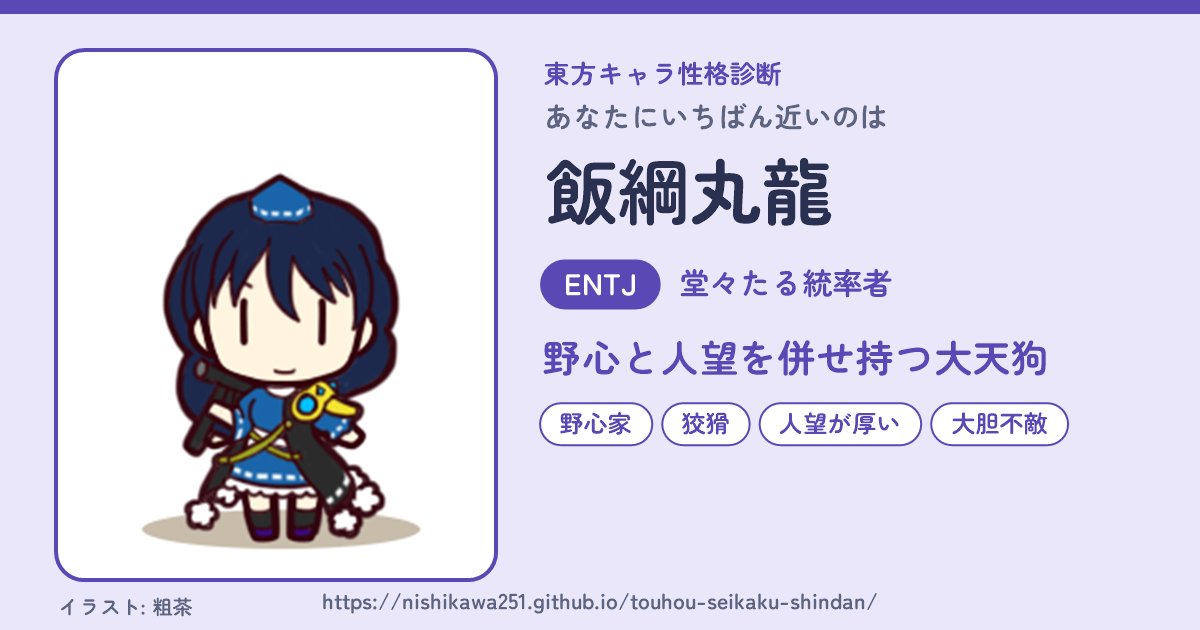 東方キャラ性格診断
あなたにいちばん近いのは
飯綱丸龍
ENTJ 堂々たる統率者
野心と人望を併せ持つ大天狗
野心家 狡猾 人望が厚い 大胆不敵
イラスト: 粗茶
https://nishikawa251.github.io/touhou-seikaku-shindan/